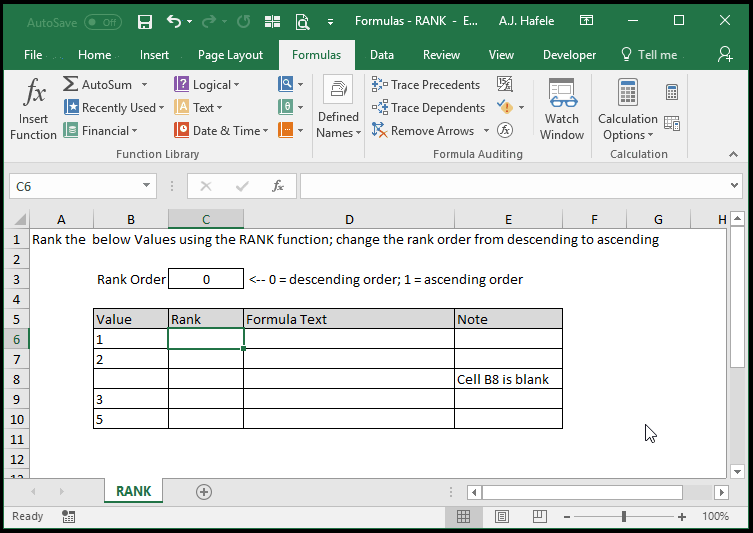 AutoSave Off Formulas - RANK - E... A.J. Hafele
File Home Insert Page Layout Formulas Data Review View Developer Tell me
fx Insert Function
AutoSum
Recently Used
Financial
Logical
A Text
Date & Time
θ
Function Library
Defined Names
Trace Precedents
Trace Dependents
Remove Arrows
fx
Formula Auditing
Watch Window
Calculation Options
Calculation
C6 fx
A B C D E F G H
1 Rank the below Values using the RANK function; change the rank order from descending to ascending
2
3 Rank Order 0 <-- 0 = descending order; 1 = ascending order
4
5 Value Rank Formula Text Note
6 1
7 2
8 Cell B8 is blank
9 3
10 5
11
12
RANK
Ready 100%